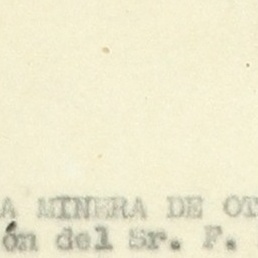 A MINERA DE OT
ón del Sr. F.